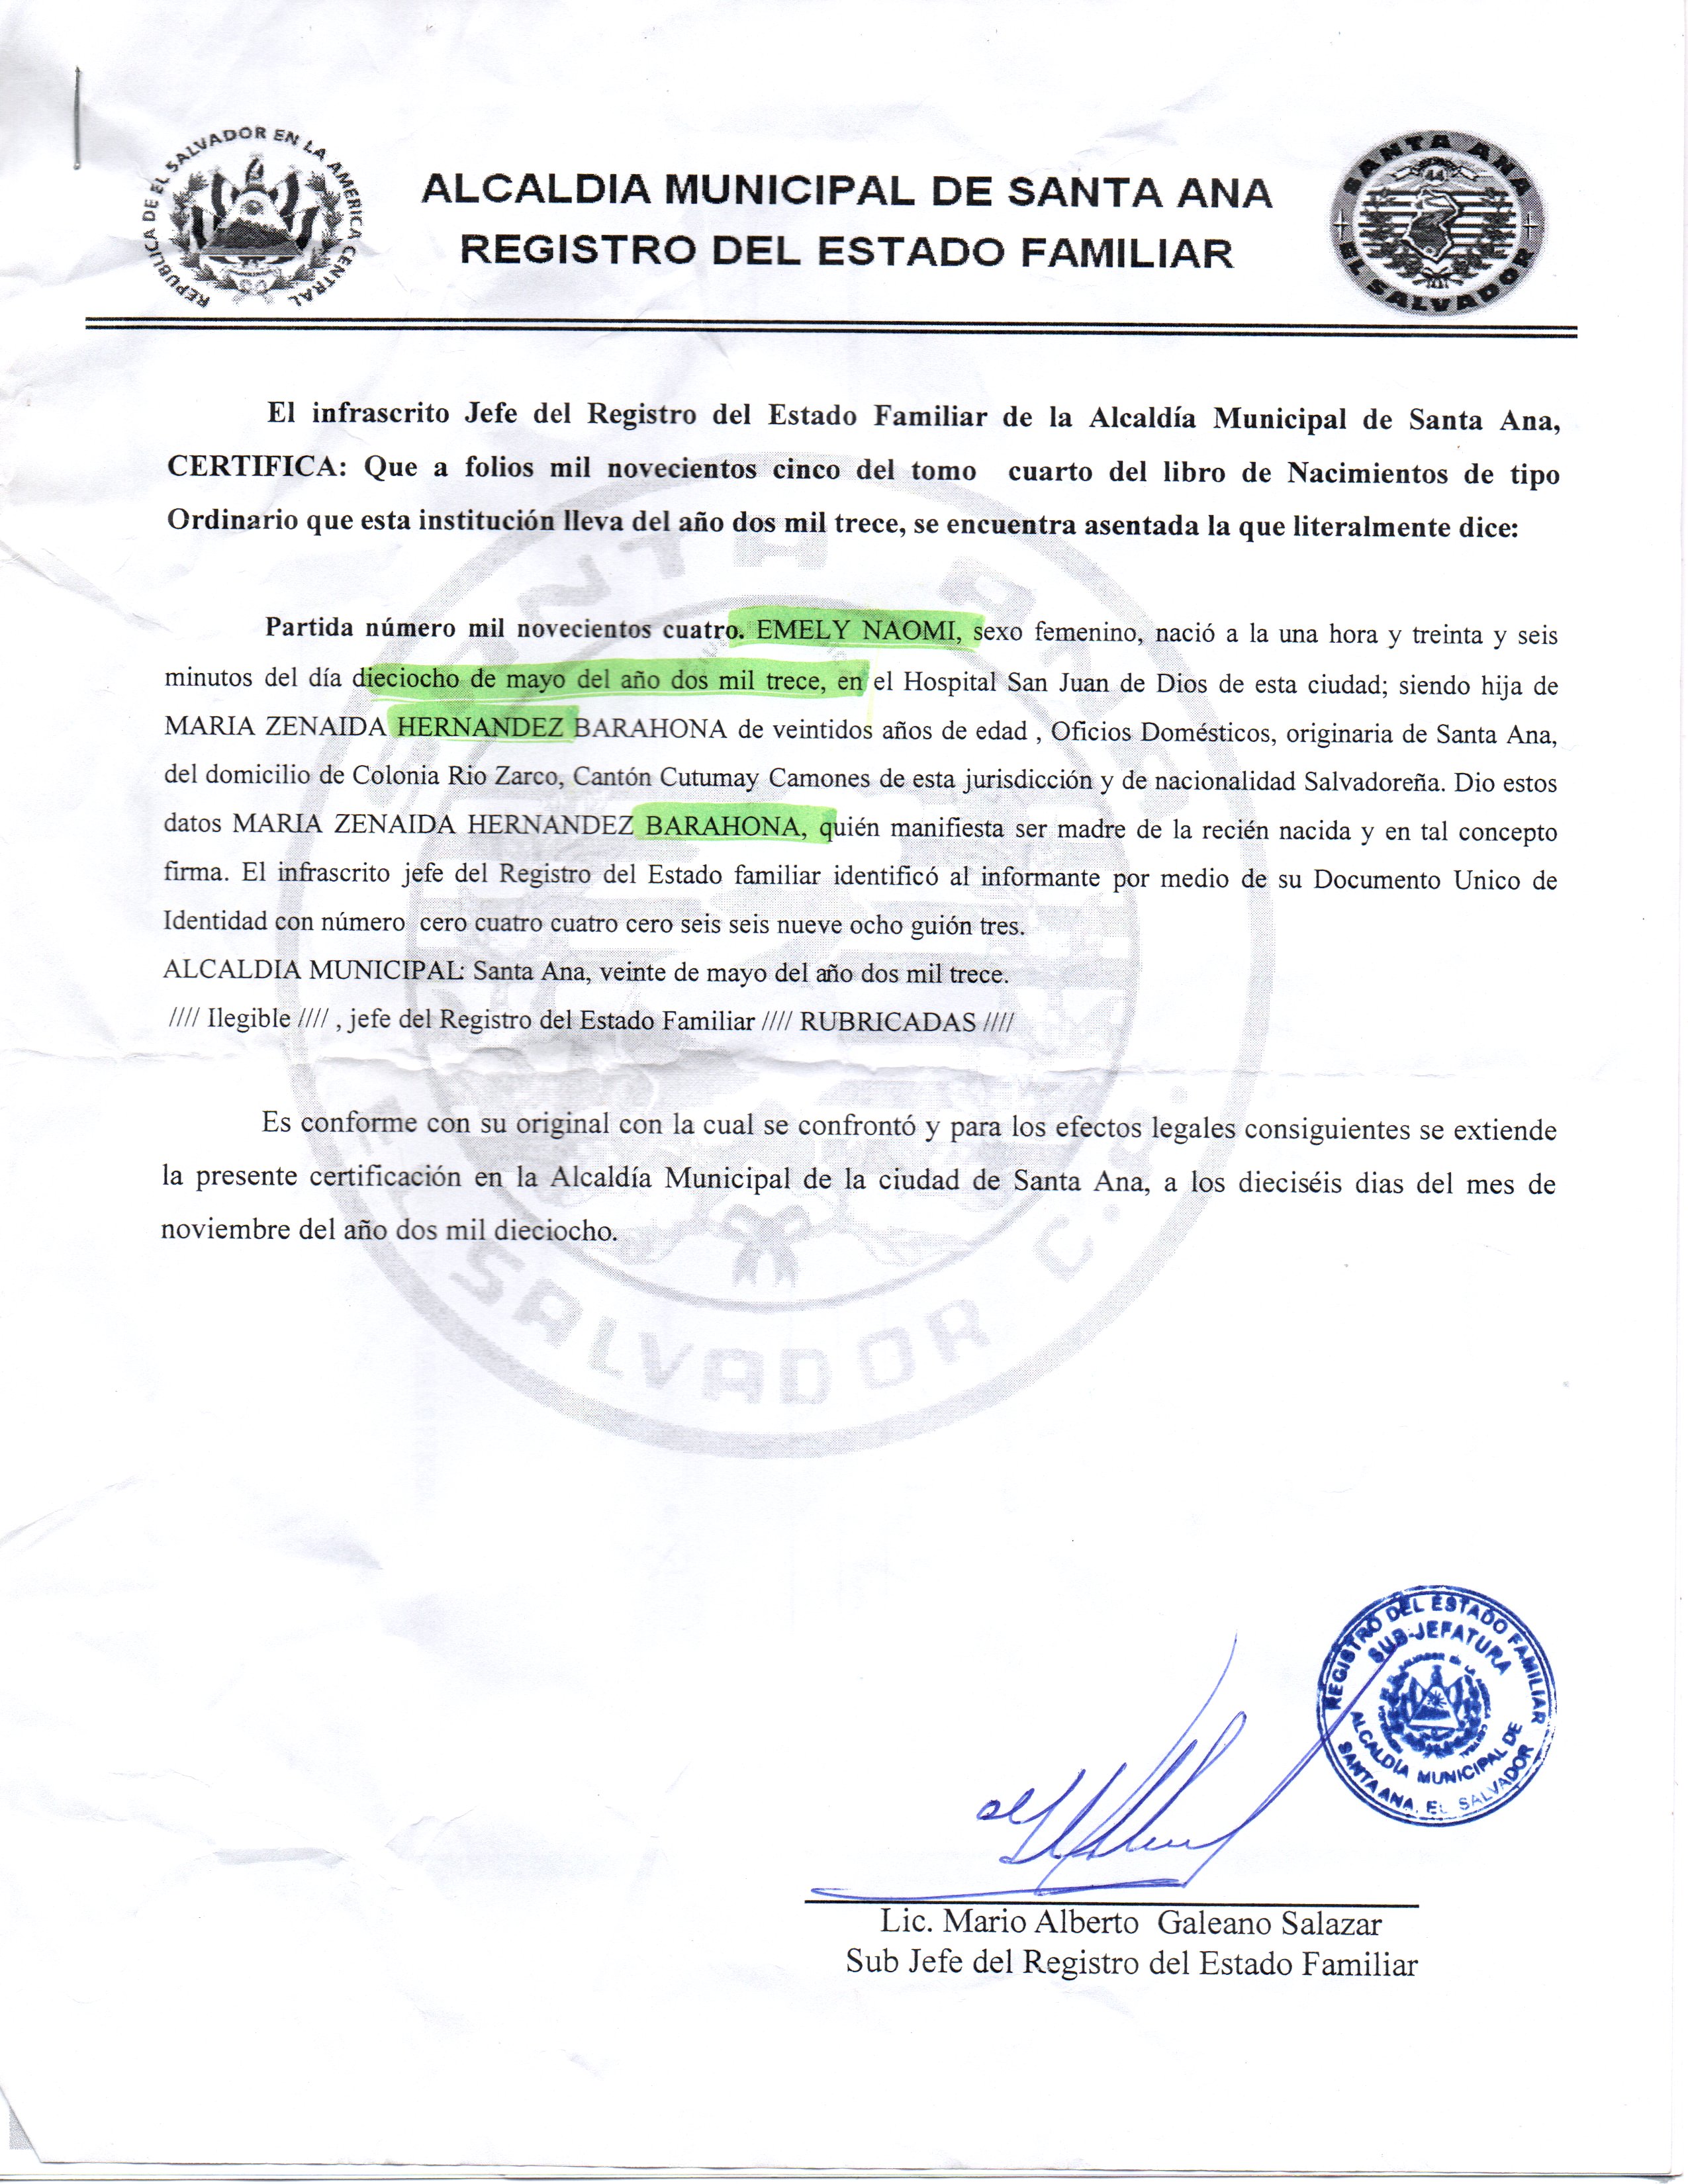 REPUBLICA DE EL SALVADOR EN LA AMERICA CENTRAL
ALCALDIA MUNICIPAL DE SANTA ANA
REGISTRO DEL ESTADO FAMILIAR
SANTA ANA
44
EL SALVADOR
El infrascrito Jefe del Registro del Estado Familiar de la Alcaldía Municipal de Santa Ana,
CERTIFICA: Que a folios mil novecientos cinco del tomo cuarto del libro de Nacimientos de tipo
Ordinario que esta institución lleva del año dos mil trece, se encuentra asentada la que literalmente dice:
Partida número mil novecientos cuatro. EMELY NAOMI, sexo femenino, nació a la una hora y treinta y seis
minutos del día dieciocho de mayo del año dos mil trece, en el Hospital San Juan de Dios de esta ciudad; siendo hija de
MARIA ZENAIDA HERNANDEZ BARAHONA de veintidos años de edad , Oficios Domésticos, originaria de Santa Ana,
del domicilio de Colonia Rio Zarco, Cantón Cutumay Camones de esta jurisdicción y de nacionalidad Salvadoreña. Dio estos
datos MARIA ZENAIDA HERNANDEZ BARAHONA, quién manifiesta ser madre de la recién nacida y en tal concepto
firma. El infrascrito jefe del Registro del Estado familiar identificó al informante por medio de su Documento Unico de
Identidad con número cero cuatro cuatro cero seis seis nueve ocho guión tres.
ALCALDIA MUNICIPAL: Santa Ana, veinte de mayo del año dos mil trece.
//// Ilegible //// , jefe del Registro del Estado Familiar //// RUBRICADAS ////
Es conforme con su original con la cual se confrontó y para los efectos legales consiguientes se extiende
la presente certificación en la Alcaldía Municipal de la ciudad de Santa Ana, a los dieciséis dias del mes de
noviembre del año dos mil dieciocho.
SANTA ANA
EL SALVADOR C.A.
REGISTRO DEL ESTADO FAMILIAR
SUB-JEFATURA
ALCALDÍA MUNICIPAL DE
SANTA ANA, EL SALVADOR
Lic. Mario Alberto Galeano Salazar
Sub Jefe del Registro del Estado Familiar